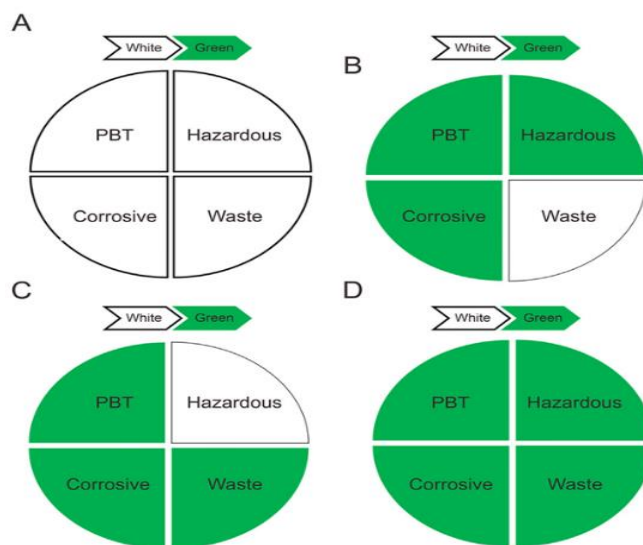 A
White Green
PBT Hazardous
Corrosive Waste
B
White Green
PBT Hazardous
Corrosive Waste
C
White Green
PBT Hazardous
Corrosive Waste
D
White Green
PBT Hazardous
Corrosive Waste